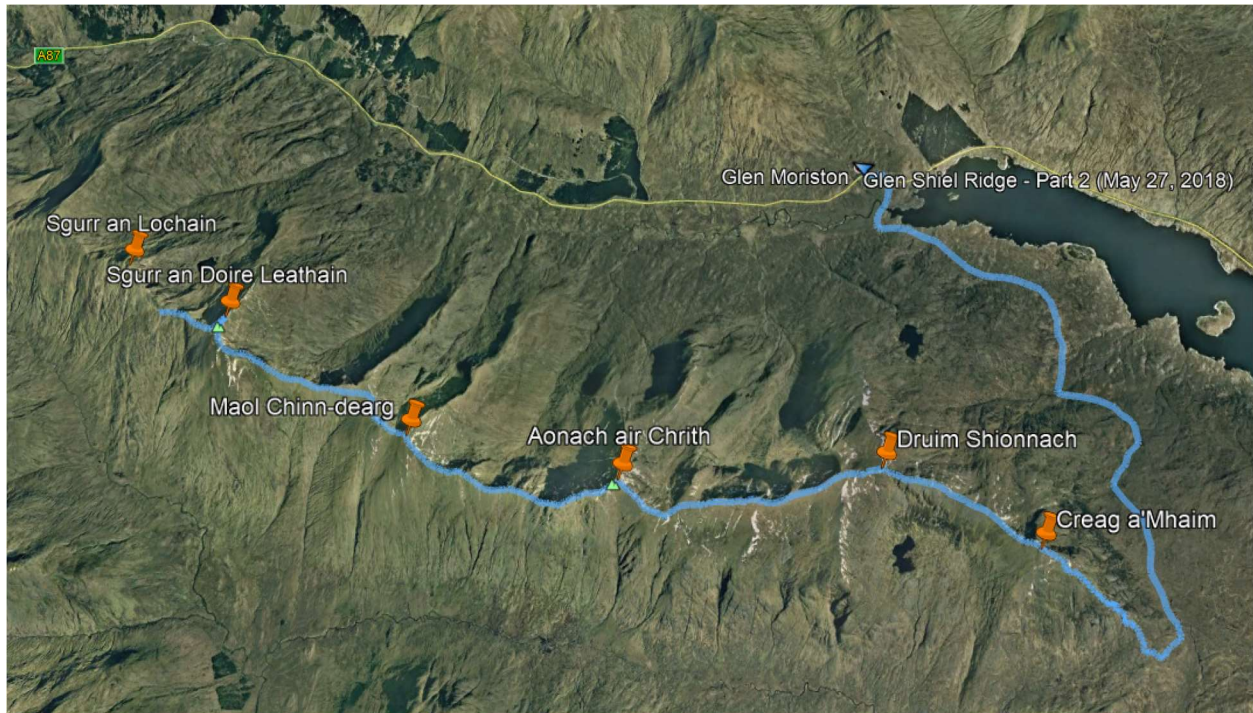 A87
Glen Moriston
Glen Shiel Ridge - Part 2 (May 27, 2018)
Sgurr an Lochain
Sgurr an Doire Leathain
Maol Chinn-dearg
Aonach air Chrith
Druim Shionnach
Creag a'Mhaim